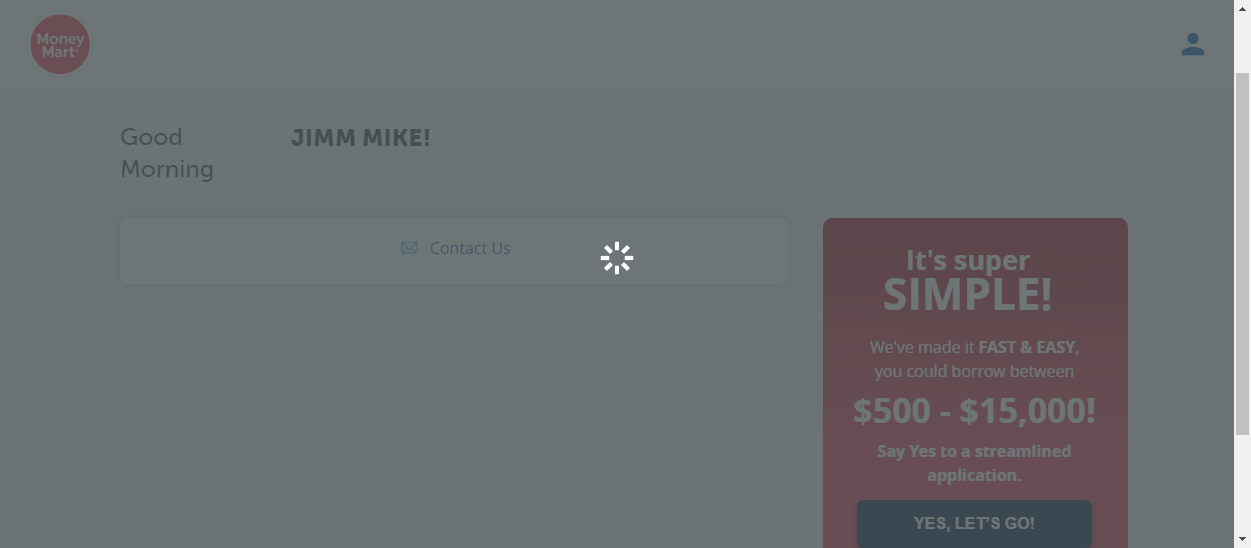 Money
Mart
Good
Morning
JIMM MIKE!
Contact Us
It's super
SIMPLE!
We've made it FAST & EASY,
you could borrow between
$500 - $15,000!
Say Yes to a streamlined
application.
YES, LET'S GO!